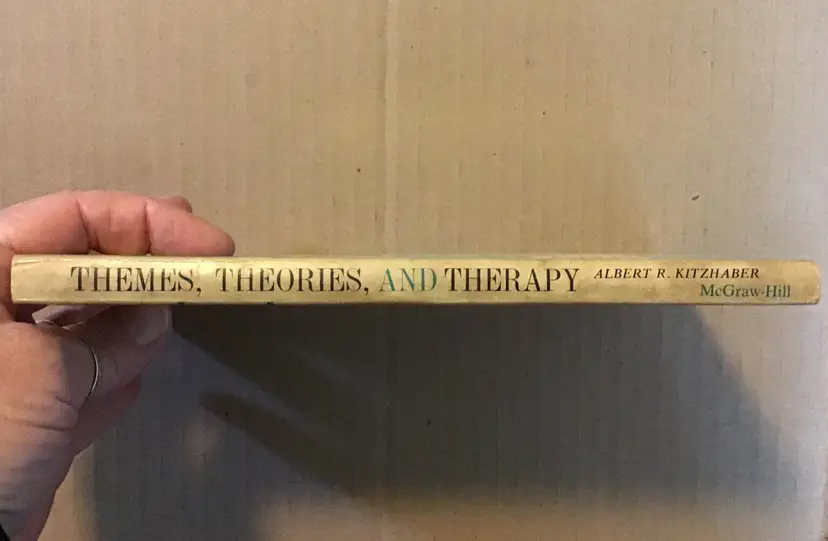 THEMES, THEORIES, AND THERAPY
ALBERT R. KITZHABER
McGraw-Hill